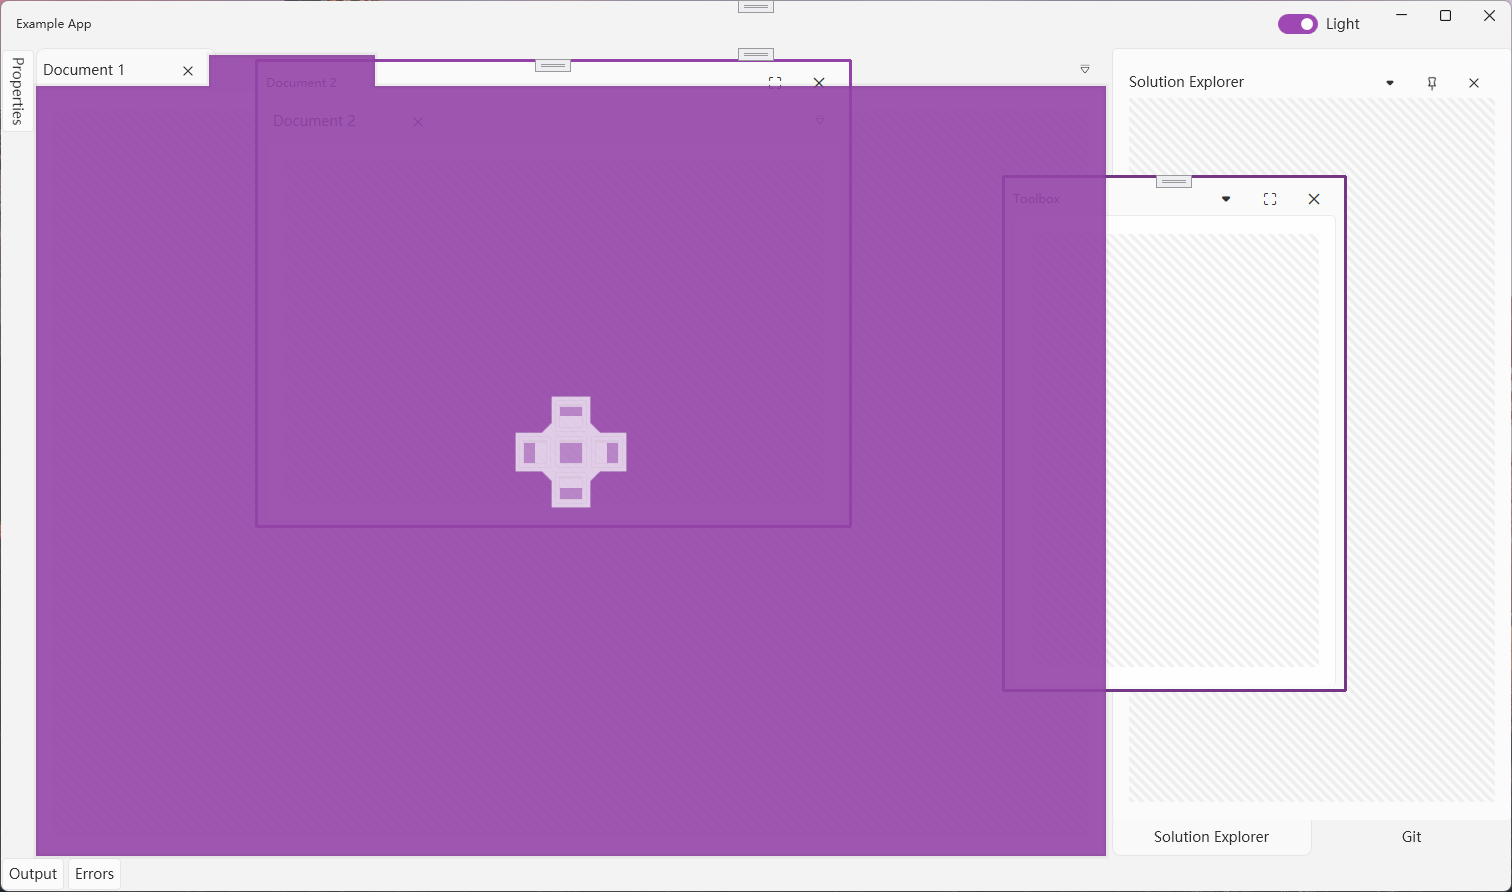 Example App
Light
Properties
Document 1
Document 2
Document 2
Solution Explorer
Toolbox
Solution Explorer
Git
Output
Errors